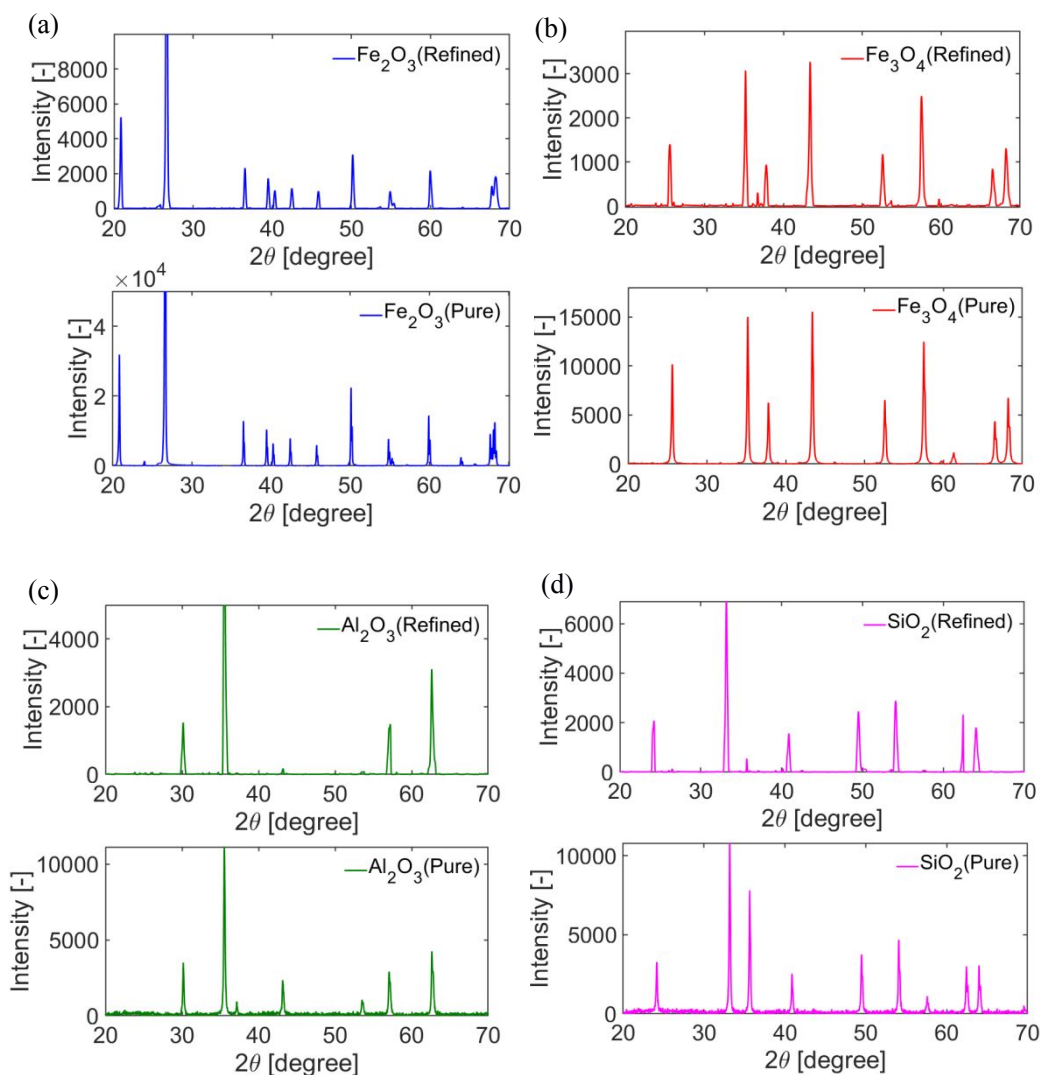 (a)
Fe₂O₃(Refined)
8000
6000
4000
2000
0
Intensity [-]
20 30 40 50 60 70
2θ [degree]
×10⁴
Fe₂O₃(Pure)
4
2
0
Intensity [-]
20 30 40 50 60 70
2θ [degree]
(b)
Fe₃O₄(Refined)
3000
2000
1000
0
Intensity [-]
20 30 40 50 60 70
2θ [degree]
Fe₃O₄(Pure)
15000
10000
5000
0
Intensity [-]
20 30 40 50 60 70
2θ [degree]
(c)
Al₂O₃(Refined)
4000
2000
0
Intensity [-]
20 30 40 50 60 70
2θ [degree]
Al₂O₃(Pure)
10000
5000
0
Intensity [-]
20 30 40 50 60 70
2θ [degree]
(d)
SiO₂(Refined)
6000
4000
2000
0
Intensity [-]
20 30 40 50 60 70
2θ [degree]
SiO₂(Pure)
10000
5000
0
Intensity [-]
20 30 40 50 60 70
2θ [degree]